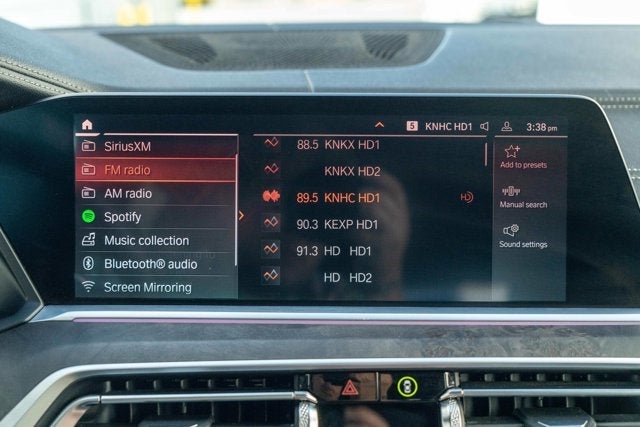 5 KNHC HD1 3:38 pm
SiriusXM
FM radio
AM radio
Spotify
Music collection
Bluetooth® audio
Screen Mirroring
88.5 KNKX HD1
KNKX HD2
89.5 KNHC HD1 HD
90.3 KEXP HD1
91.3 HD HD1
HD HD2
Add to presets
Manual search
Sound settings